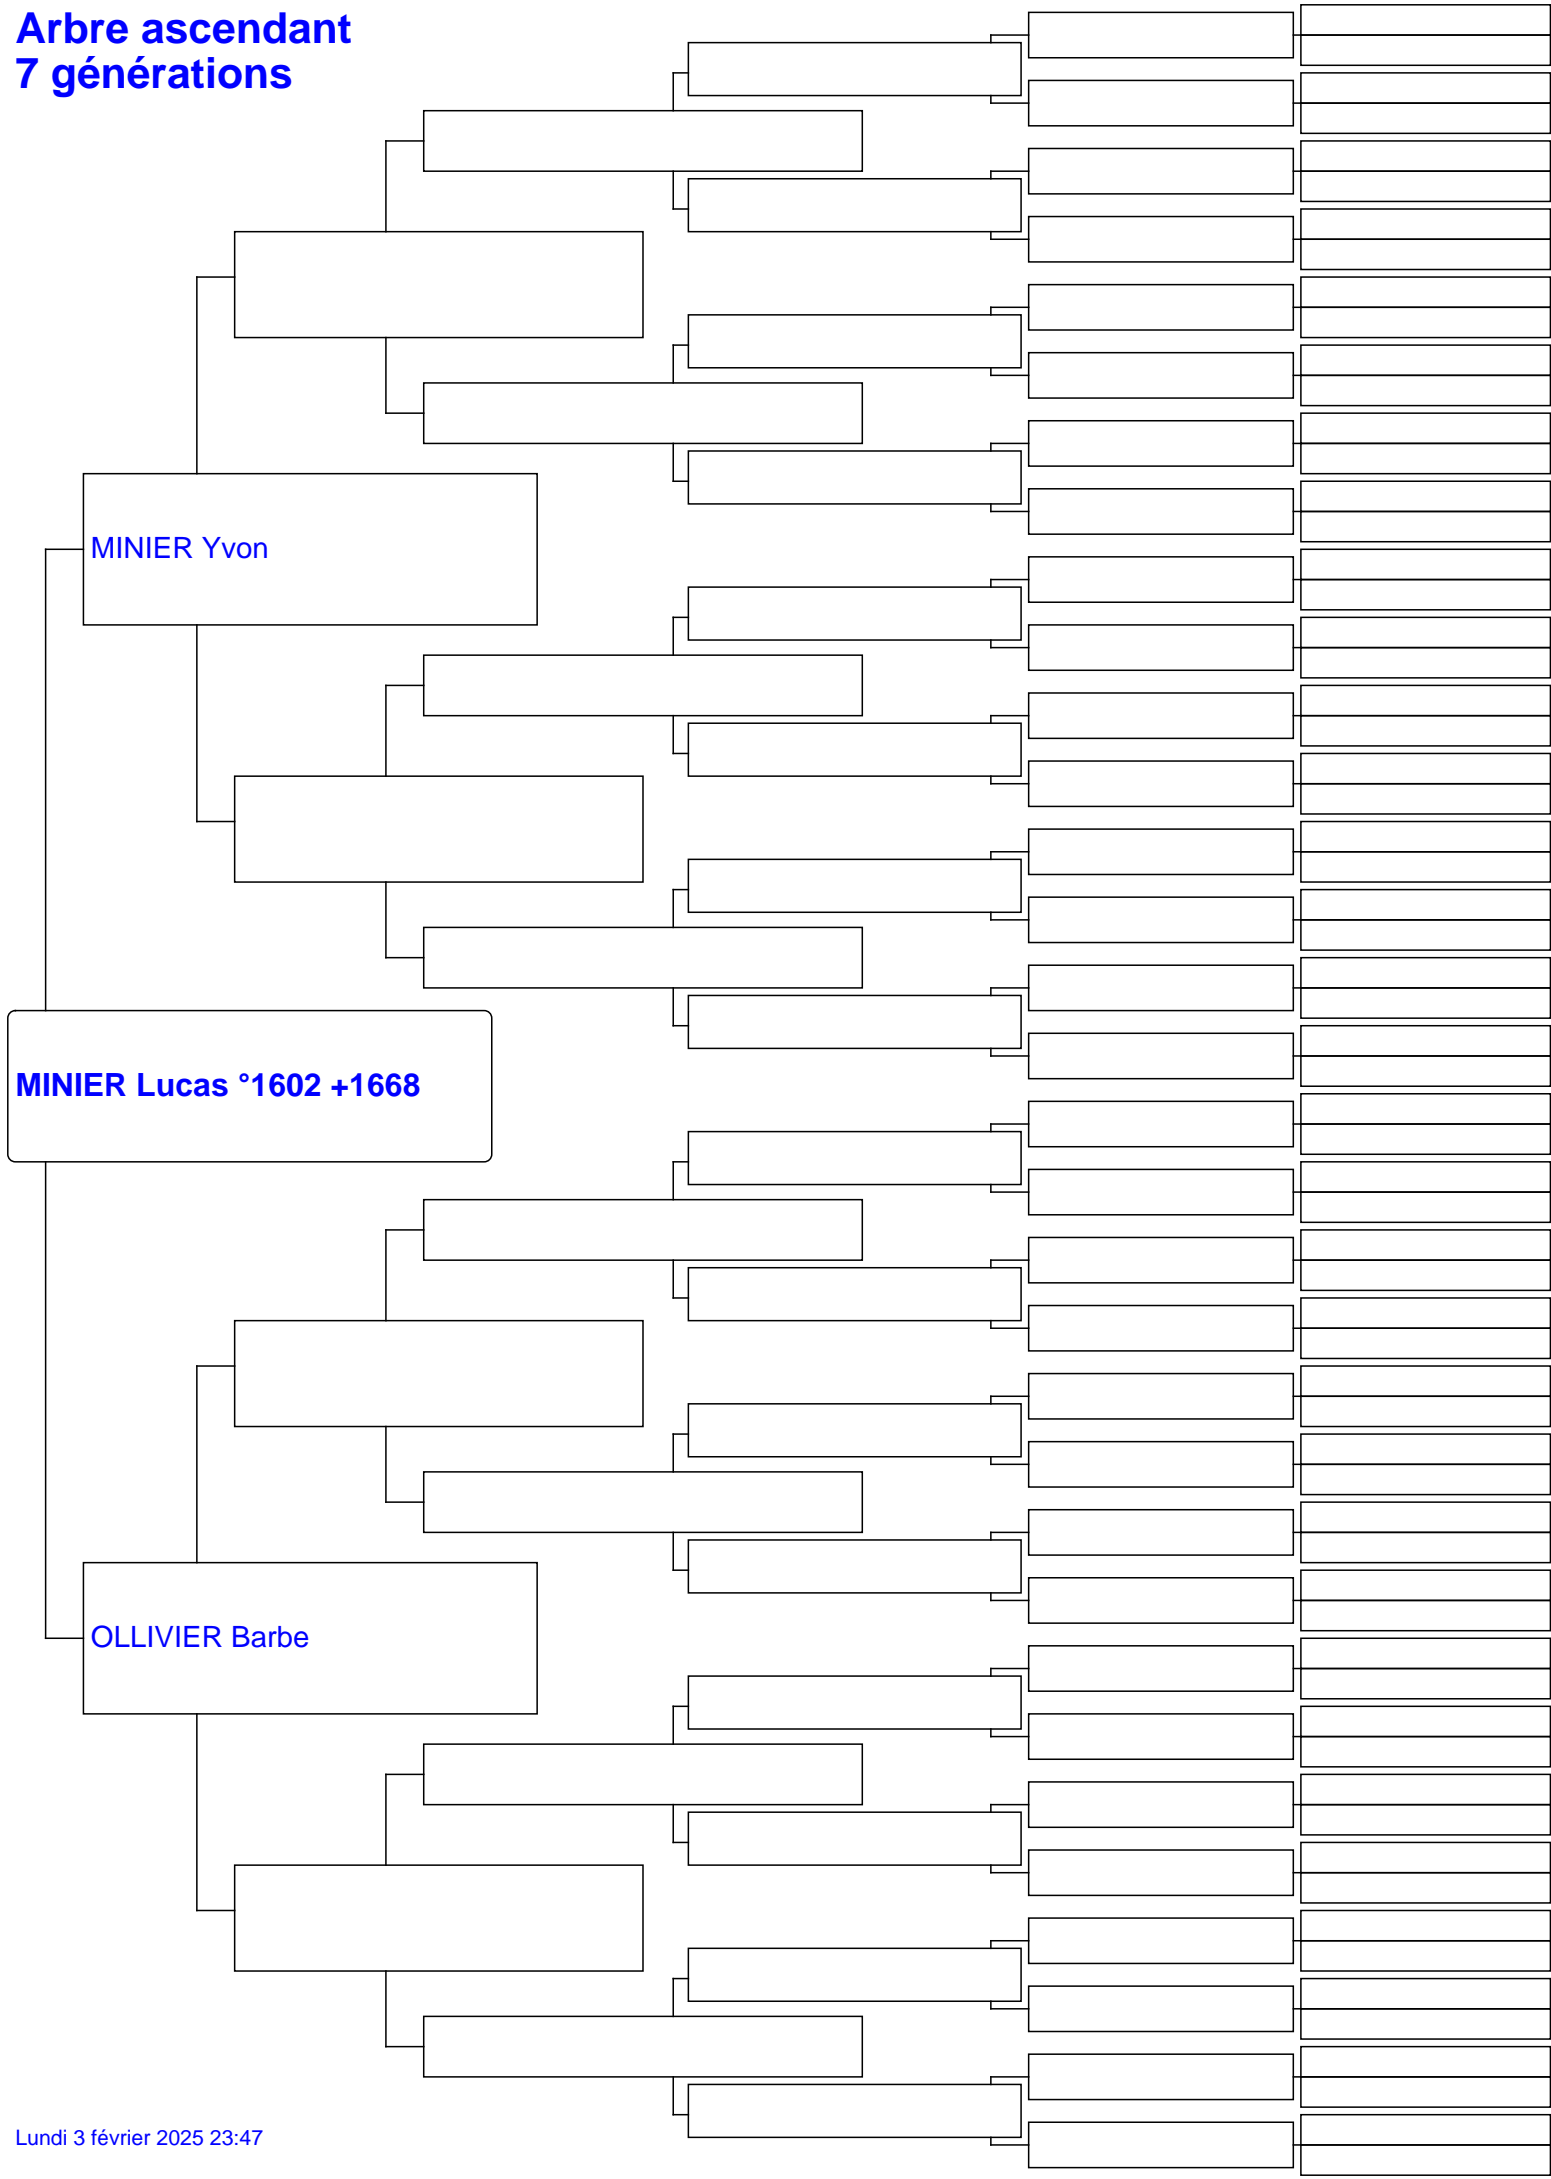 Arbre ascendant
7 générations
MINIER Yvon
MINIER Lucas °1602 +1668
OLLIVIER Barbe
Lundi 3 février 2025 23:47